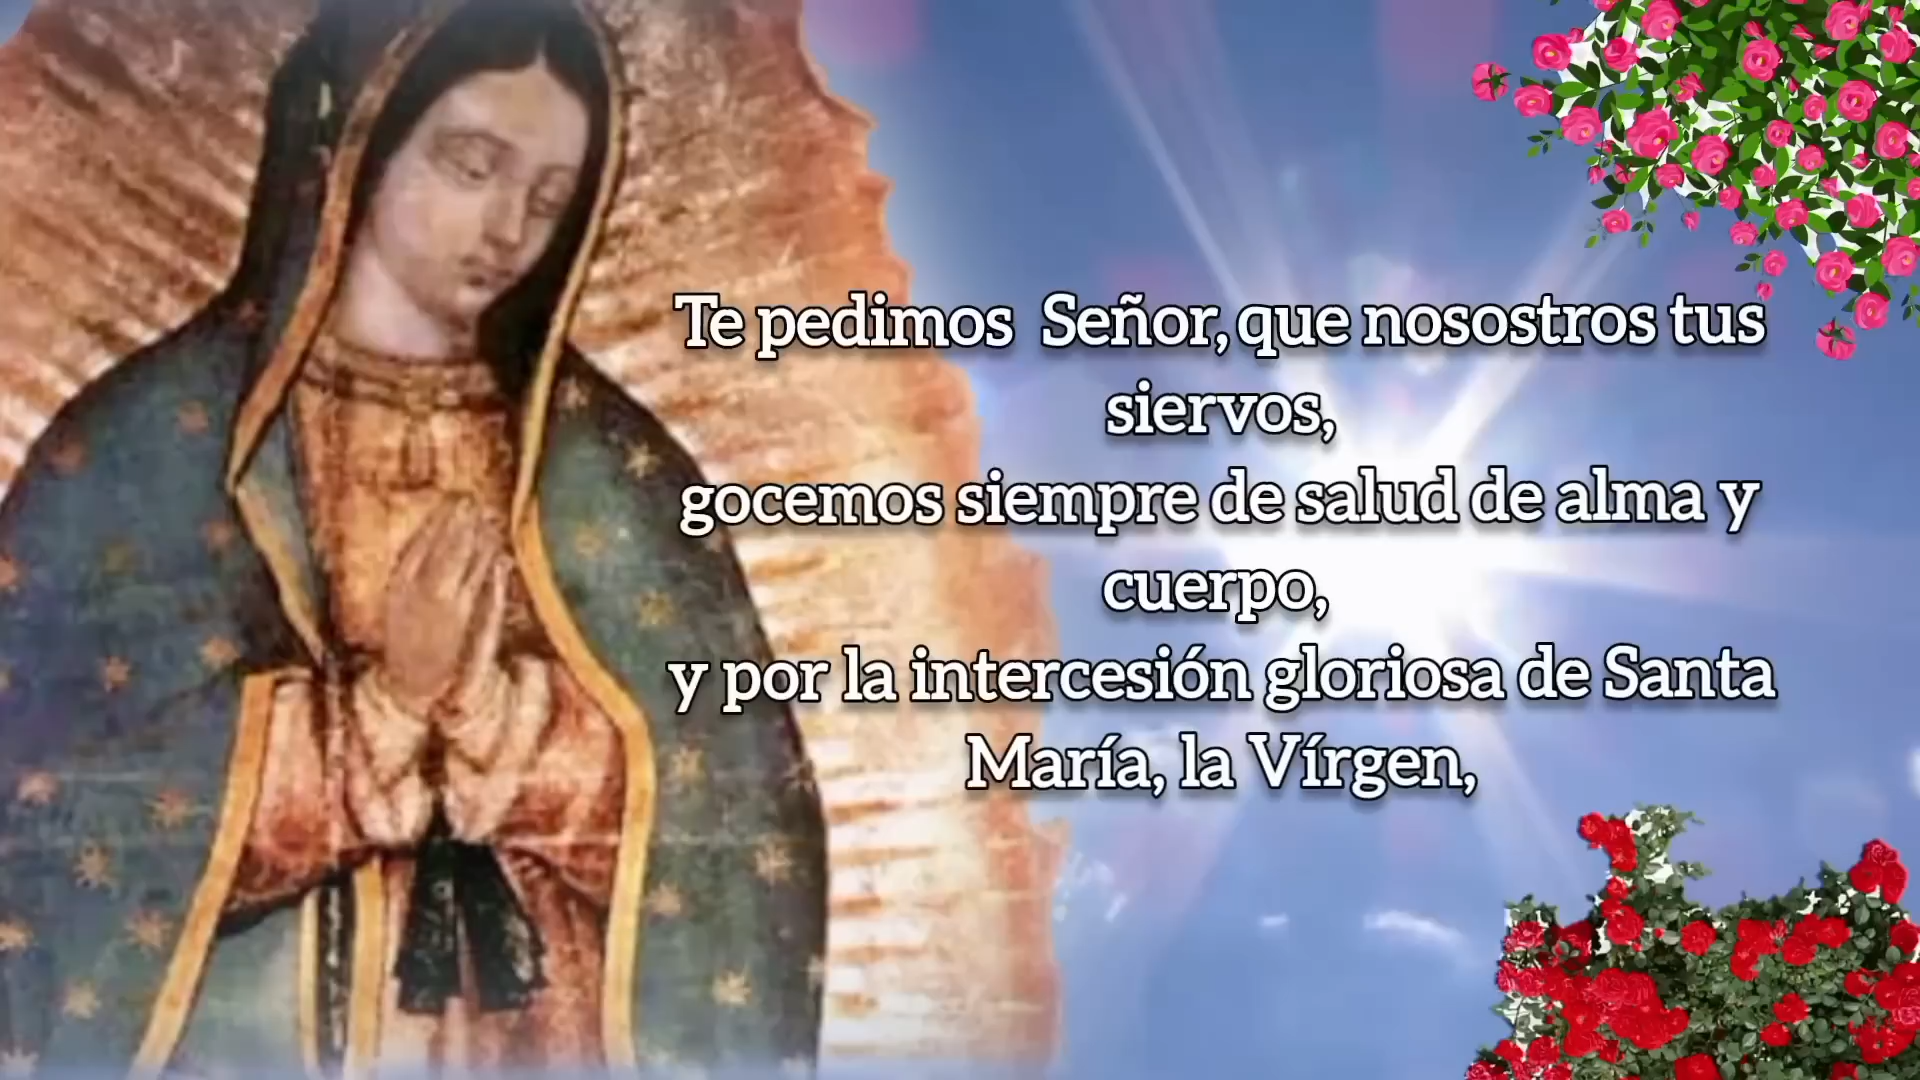 Te pedimos Señor, que nosostros tus
siervos,
gocemos siempre de salud de alma y
cuerpo,
y por la intercesión gloriosa de Santa
María, la Vírgen,